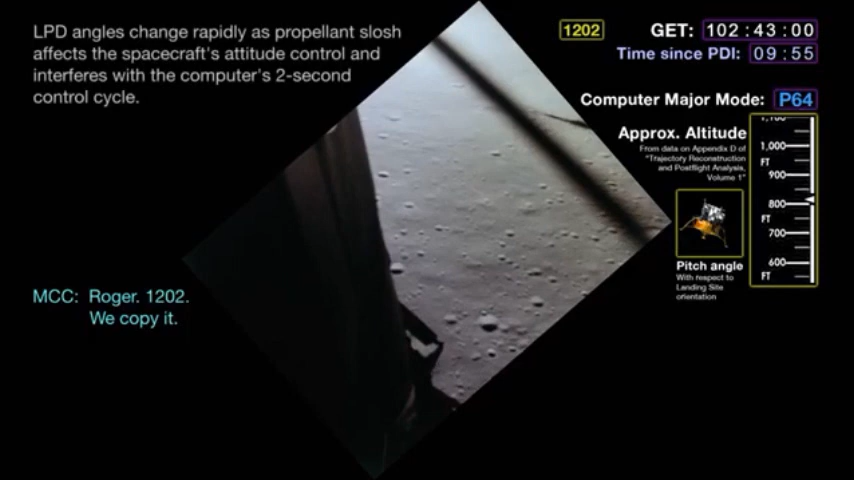 LPD angles change rapidly as propellant slosh
affects the spacecraft's attitude control and
interferes with the computer's 2-second
control cycle.
1202
GET: 102:43:00
Time since PDI: 09:55
Computer Major Mode: P64
Approx. Altitude
From data on Appendix D of
"Trajectory Reconstruction
and Postflight Analysis,
Volume 1"
1,100
1,000
FT
900
800
FT
700
600
FT
Pitch angle
With respect to
Landing Site
orientation
MCC: Roger. 1202.
We copy it.